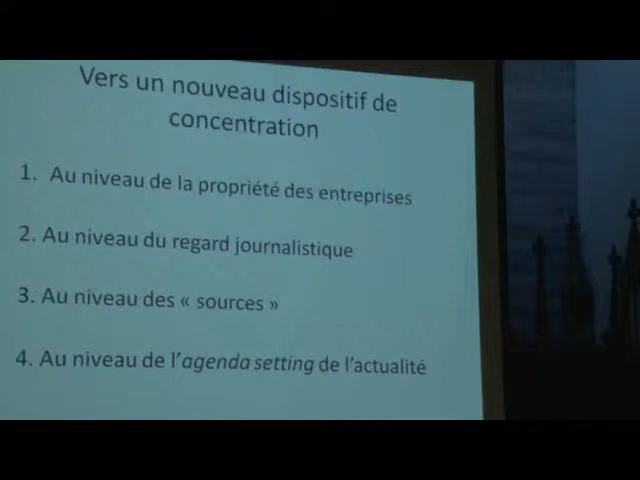 Vers un nouveau dispositif de
concentration
1. Au niveau de la propriété des entreprises
2. Au niveau du regard journalistique
3. Au niveau des « sources »
4. Au niveau de l'agenda setting de l'actualité